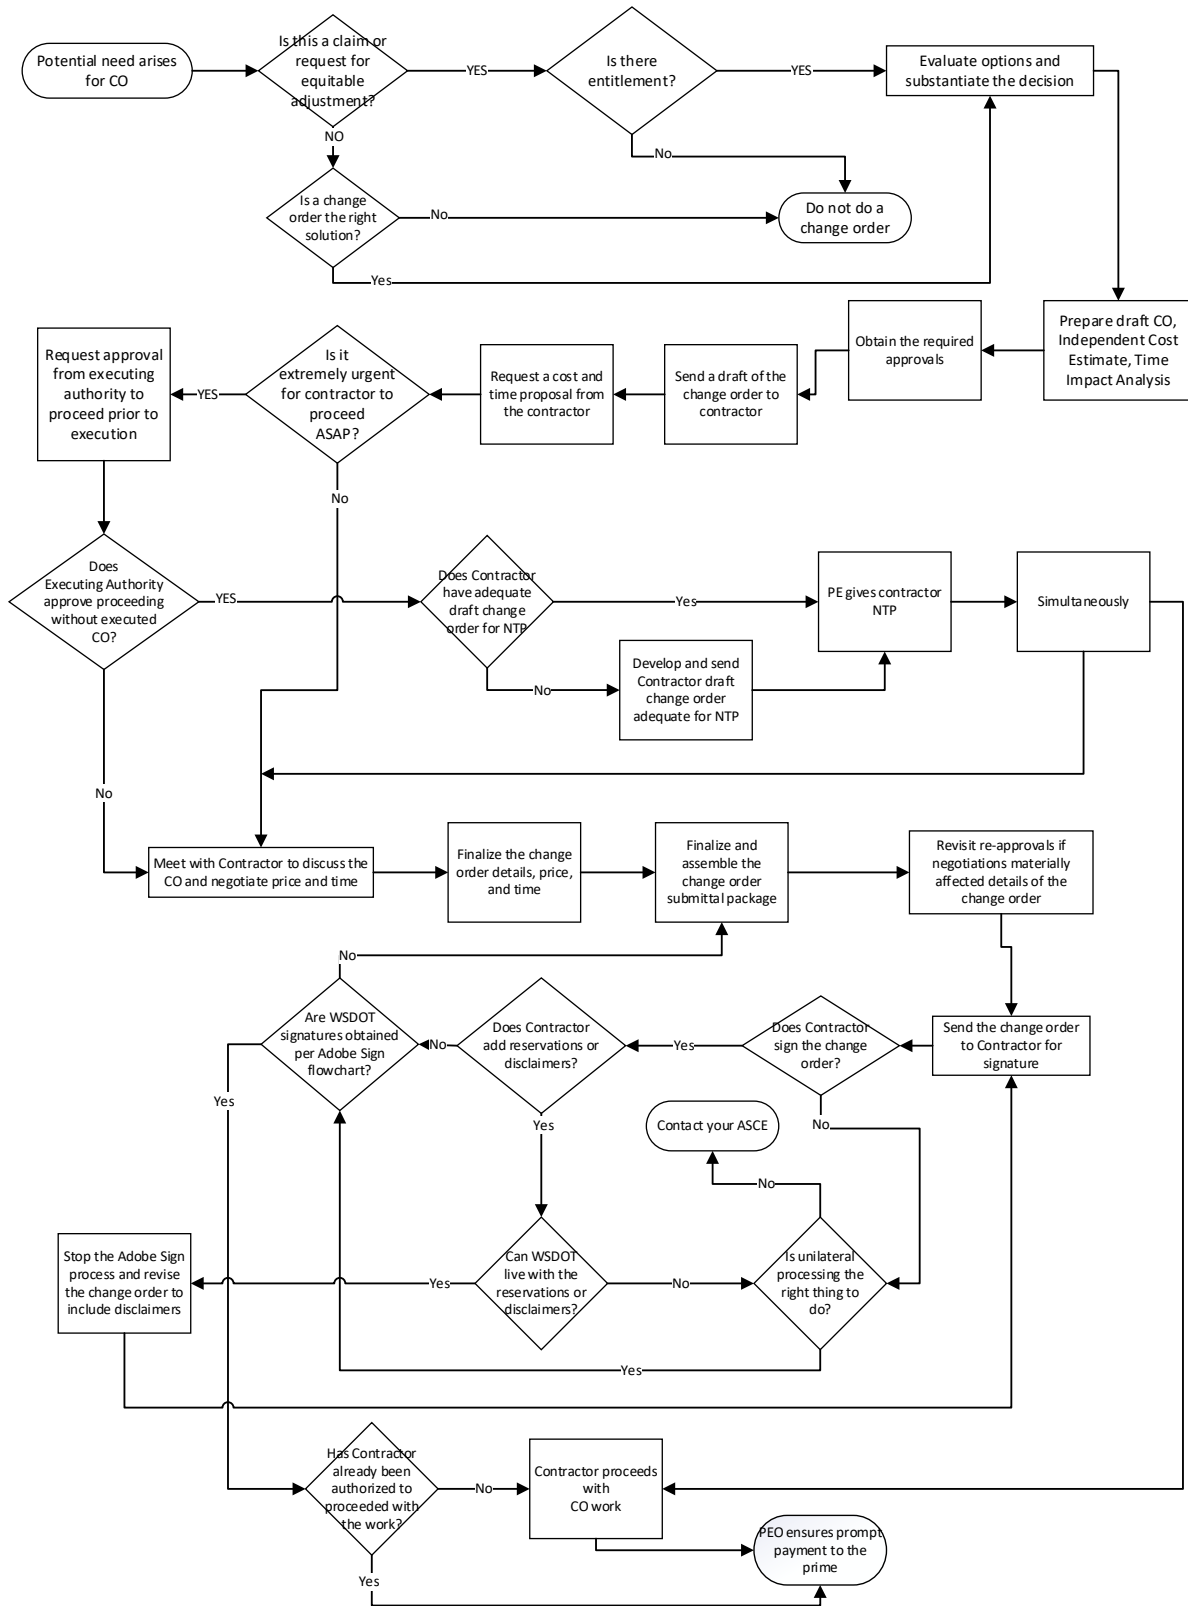 Potential need arises
for CO
Is this a claim or
request for
equitable
adjustment?
YES
Is there
entitlement?
YES
Evaluate options and
substantiate the decision
NO
No
Is a change
order the right
solution?
No
Do not do a
change order
Yes
Prepare draft CO,
Independent Cost
Estimate, Time
Impact Analysis
Obtain the required
approvals
Send a draft of the
change order to
contractor
Request a cost and
time proposal from
the contractor
Is it
extremely urgent
for contractor to
proceed
ASAP?
YES
Request approval
from executing
authority to
proceed prior to
execution
No
Does
Executing Authority
approve proceeding
without executed
CO?
YES
Does Contractor
have adequate
draft change
order for NTP
Yes
PE gives contractor
NTP
Simultaneously
No
Develop and send
Contractor draft
change order
adequate for NTP
No
Meet with Contractor to discuss the
CO and negotiate price and time
Finalize the change
order details, price,
and time
Finalize and
assemble the
change order
submittal package
Revisit re-approvals if
negotiations materially
affected details of the
change order
No
Are WSDOT
signatures obtained
per Adobe Sign
flowchart?
No
Does Contractor
add reservations or
disclaimers?
Yes
Does Contractor
sign the change
order?
Send the change order
to Contractor for
signature
Yes
Yes
Contact your ASCE
No
No
Stop the Adobe Sign
process and revise
the change order to
include disclaimers
Yes
Can WSDOT
live with the
reservations or
disclaimers?
No
Is unilateral
processing the
right thing to
do?
Yes
Has Contractor
already been
authorized to
proceeded with
the work?
No
Contractor proceeds
with
CO work
PEO ensures prompt
payment to the
prime
Yes